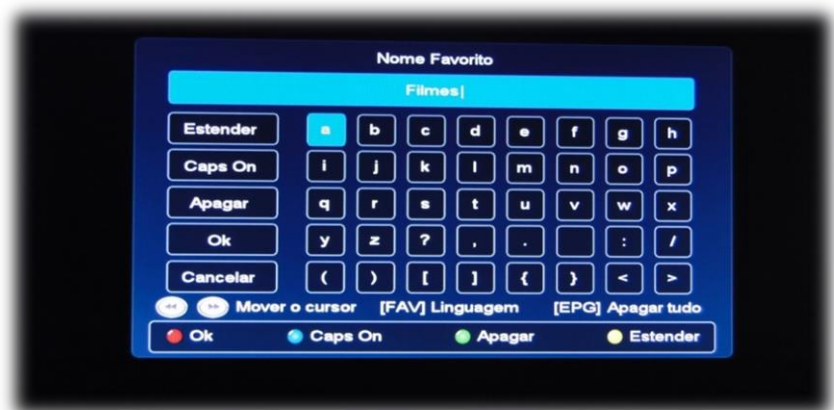 Nome Favorito
Filmes
Estender a b c d e f g h
Caps On i j k l m n o p
Apagar q r s t u v w x
Ok y z ? , . : /
Cancelar ( ) [ ] { } < >
Mover o cursor [FAV] Linguagem [EPG] Apagar tudo
Ok Caps On Apagar Estender